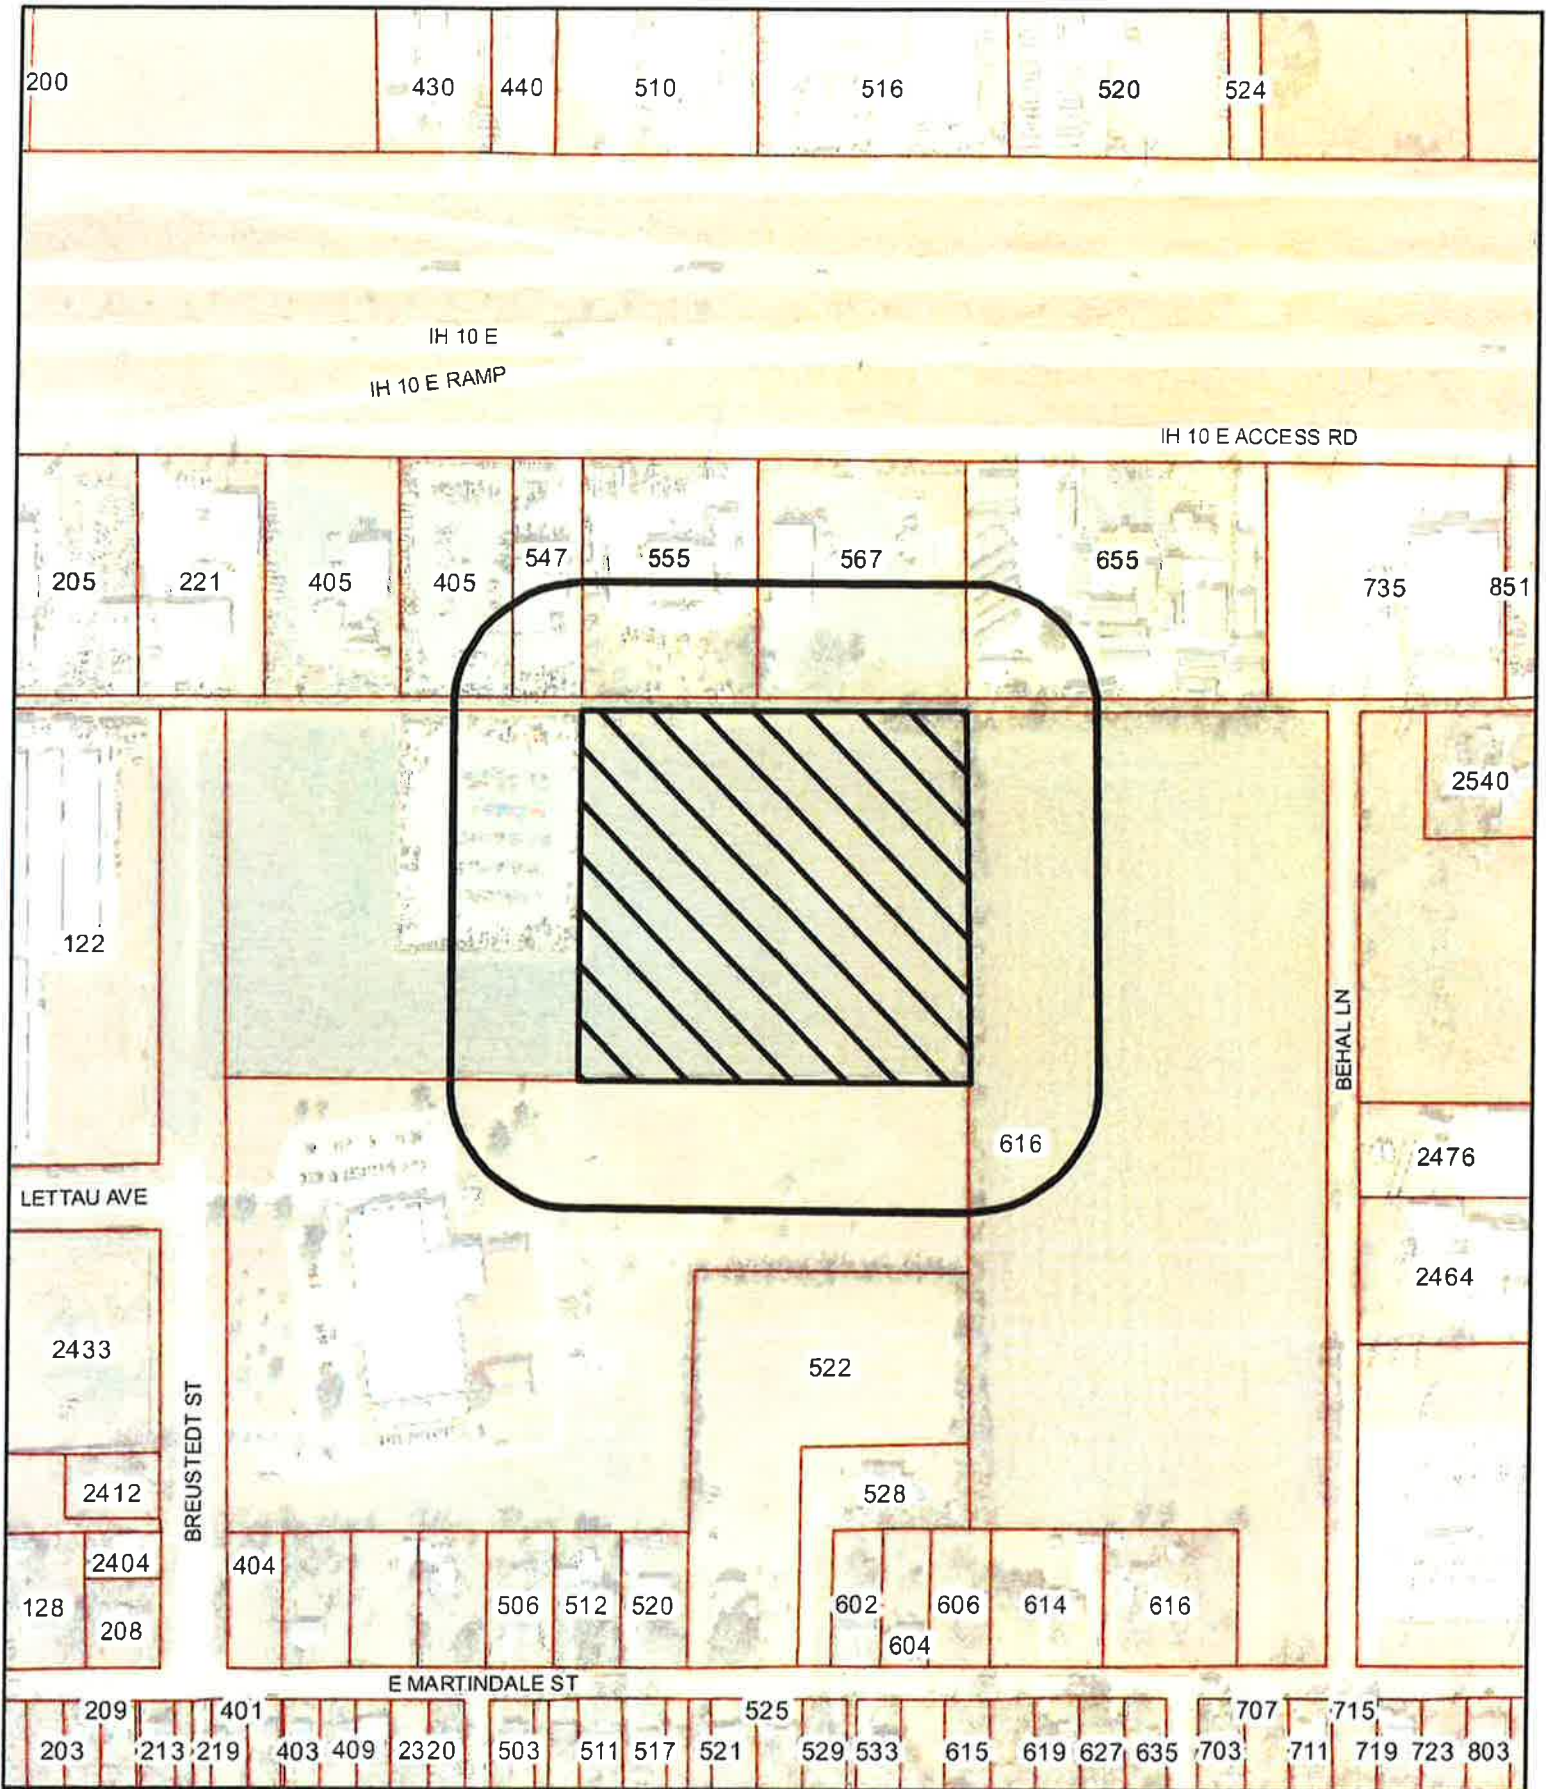 200 430 440 510 516 520 524
IH 10 E
IH 10 E RAMP
IH 10 E ACCESS RD
205 221 405 405 547 555 567 655 735 851
2540
122
BEHAL LN
616
2476
LETTAU AVE
2464
2433
522
BREUSTEDT ST
2412
528
2404
404
128
208
506 512 520
602
604
606 614 616
E MARTINDALE ST
209 401 525 707 715
203 213 219 403 409 2320 503 511 517 521 529 533 615 619 627 635 703 711 719 723 803